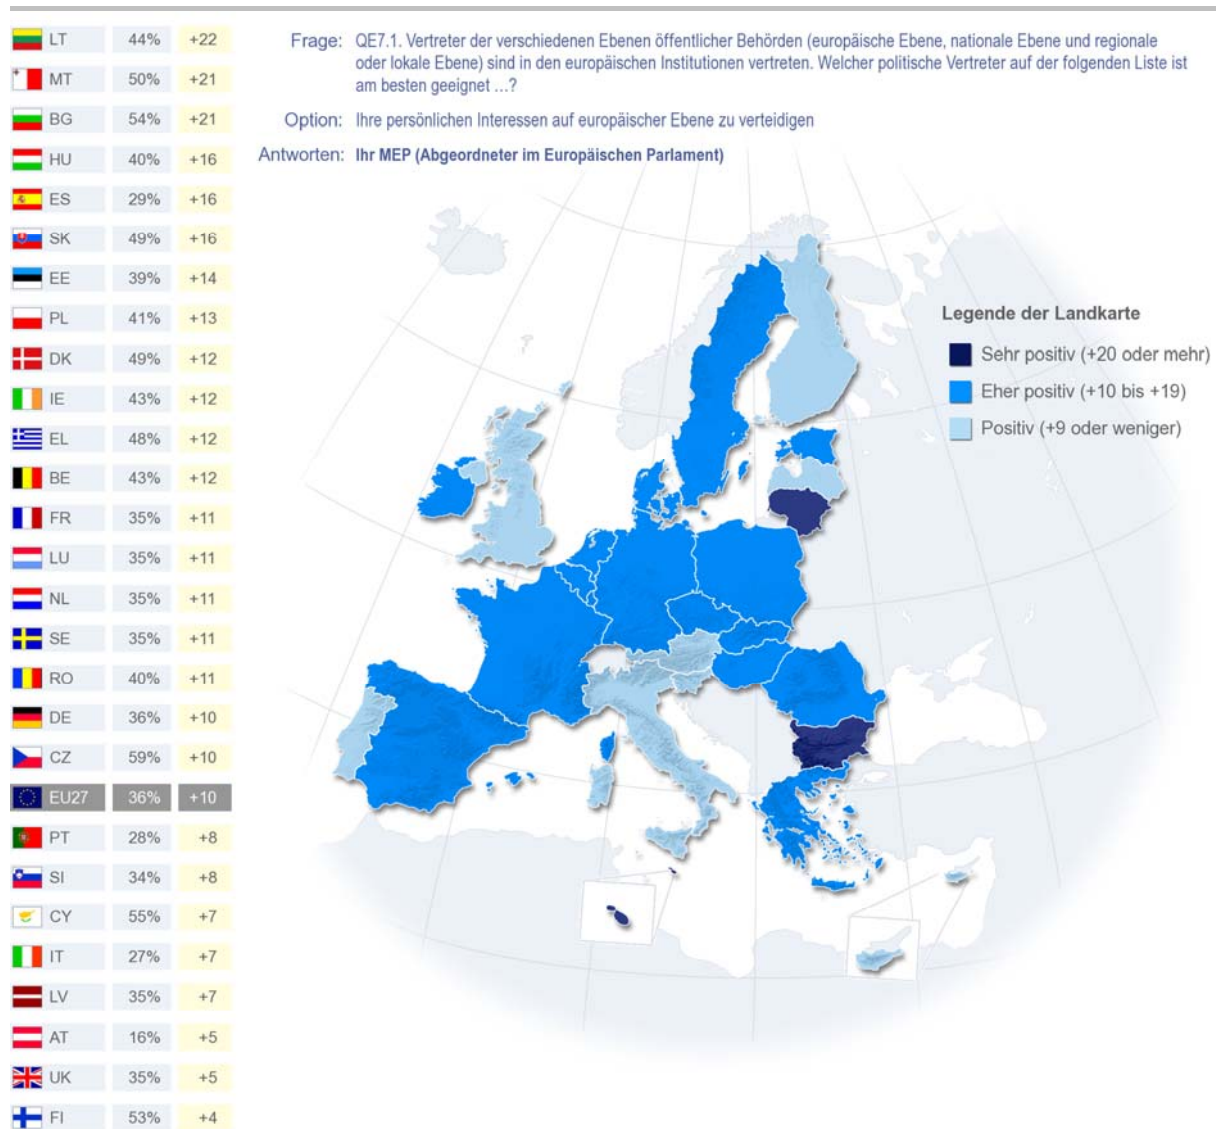 LT 44% +22
MT 50% +21
BG 54% +21
HU 40% +16
ES 29% +16
SK 49% +16
EE 39% +14
PL 41% +13
DK 49% +12
IE 43% +12
EL 48% +12
BE 43% +12
FR 35% +11
LU 35% +11
NL 35% +11
SE 35% +11
RO 40% +11
DE 36% +10
CZ 59% +10
EU27 36% +10
PT 28% +8
SI 34% +8
CY 55% +7
IT 27% +7
LV 35% +7
AT 16% +5
UK 35% +5
FI 53% +4
Frage: QE7.1. Vertreter der verschiedenen Ebenen öffentlicher Behörden (europäische Ebene, nationale Ebene und regionale
oder lokale Ebene) sind in den europäischen Institutionen vertreten. Welcher politische Vertreter auf der folgenden Liste ist
am besten geeignet …?
Option: Ihre persönlichen Interessen auf europäischer Ebene zu verteidigen
Antworten: Ihr MEP (Abgeordneter im Europäischen Parlament)
Legende der Landkarte
Sehr positiv (+20 oder mehr)
Eher positiv (+10 bis +19)
Positiv (+9 oder weniger)